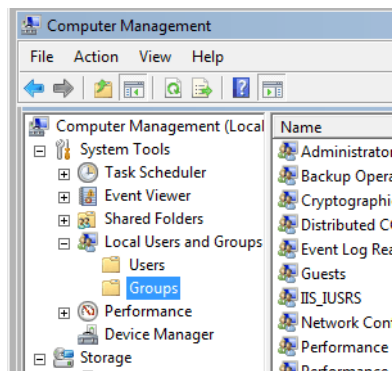 Computer Management
File Action View Help
Computer Management (Local
System Tools
Task Scheduler
Event Viewer
Shared Folders
Local Users and Groups
Users
Groups
Performance
Device Manager
Storage
Name
Administrator
Backup Opera
Cryptographi
Distributed C
Event Log Rea
Guests
IIS_IUSRS
Network Con
Performance
Performance